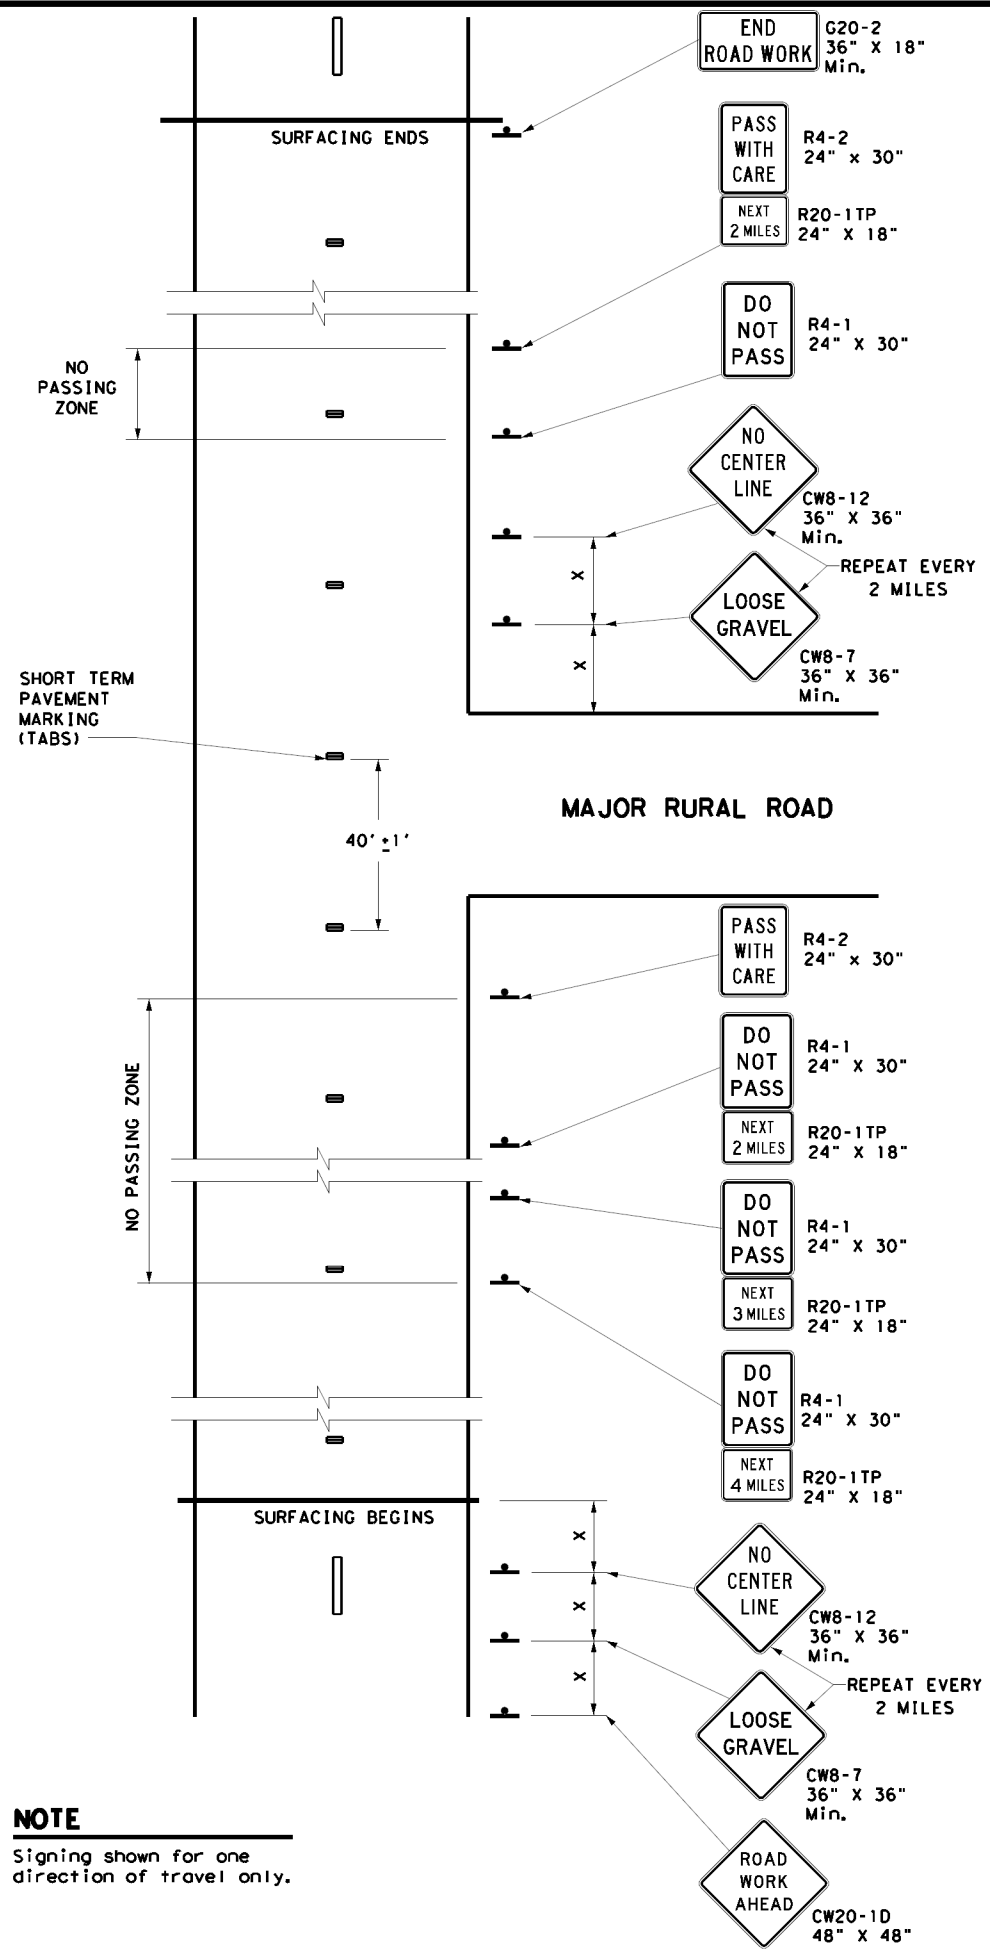 END
ROAD WORK
G20-2
36" X 18"
Min.
SURFACING ENDS
PASS
WITH
CARE
R4-2
24" x 30"
NEXT
2 MILES
R20-1TP
24" X 18"
DO
NOT
PASS
R4-1
24" X 30"
NO
PASSING
ZONE
NO
CENTER
LINE
CW8-12
36" X 36"
Min.
X
REPEAT EVERY
2 MILES
LOOSE
GRAVEL
CW8-7
36" X 36"
Min.
X
SHORT TERM
PAVEMENT
MARKING
(TABS)
MAJOR RURAL ROAD
40' ±1'
PASS
WITH
CARE
R4-2
24" x 30"
DO
NOT
PASS
R4-1
24" X 30"
NEXT
2 MILES
R20-1TP
24" X 18"
NO PASSING ZONE
DO
NOT
PASS
R4-1
24" X 30"
NEXT
3 MILES
R20-1TP
24" X 18"
DO
NOT
PASS
R4-1
24" X 30"
NEXT
4 MILES
R20-1TP
24" X 18"
SURFACING BEGINS
X
NO
CENTER
LINE
CW8-12
36" X 36"
Min.
X
X
REPEAT EVERY
2 MILES
LOOSE
GRAVEL
CW8-7
36" X 36"
Min.
ROAD
WORK
AHEAD
CW20-1D
48" X 48"
NOTE
Signing shown for one
direction of travel only.